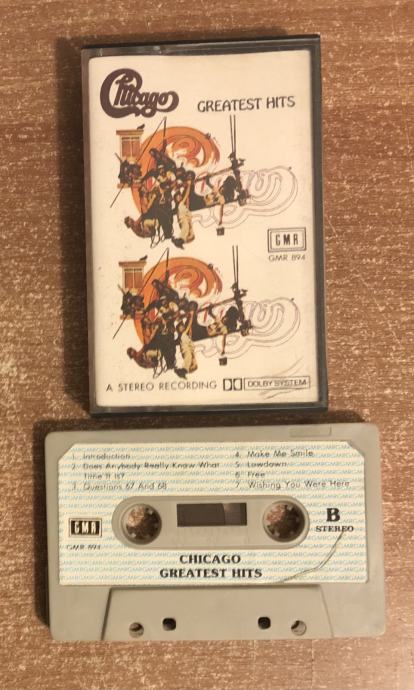 Chicago
GREATEST HITS
GMR
GMR 894
A STEREO RECORDING DOLBY SYSTEM
1. Introduction
2. Does Anybody Really Know What
Time It Is?
3. Questions 67 And 68
4. Make Me Smile
5. Lowdown
6. Free
7. Wishing You Were Here
GMR
GMR 894
B
STEREO
CHICAGO
GREATEST HITS